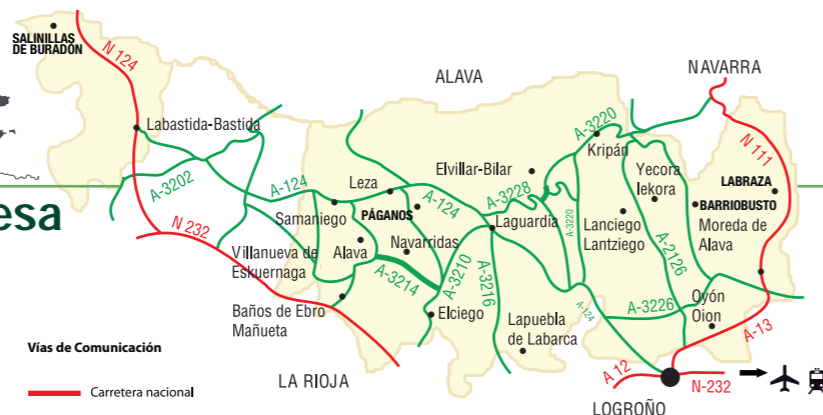 SALINILLAS
DE BURADÓN
N 124
ALAVA
NAVARRA
Labastida-Bastida
A-3220
Kripán
N 111
Elvillar-Bilar
Yecora
Iekora
A-3202
A-124
Leza
A-3228
LABRAZA
esa
Samaniego
PÁGANOS
A-124
Laguardia
A-3220
Lanciego
Lantziego
BARRIOBUSTO
N 232
Villanueva de
Eskuernaga
Alava
Navarridas
Moreda de
Alava
A-3214
A-3210
A-3216
A-2126
Baños de Ebro
Mañueta
Elciego
A-124
A-3226
Oyón
Oion
Lapuebla
de Labarca
A-13
Vías de Comunicación
Carretera nacional
LA RIOJA
A 12
N-232
LOGROÑO